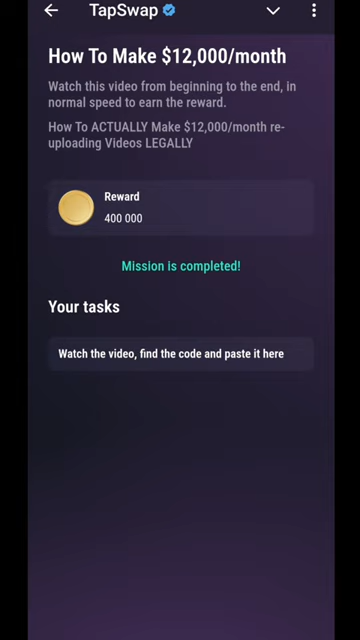 TapSwap
How To Make $12,000/month
Watch this video from beginning to the end, in
normal speed to earn the reward.
How To ACTUALLY Make $12,000/month re-
uploading Videos LEGALLY
Reward
400 000
Mission is completed!
Your tasks
Watch the video, find the code and paste it here